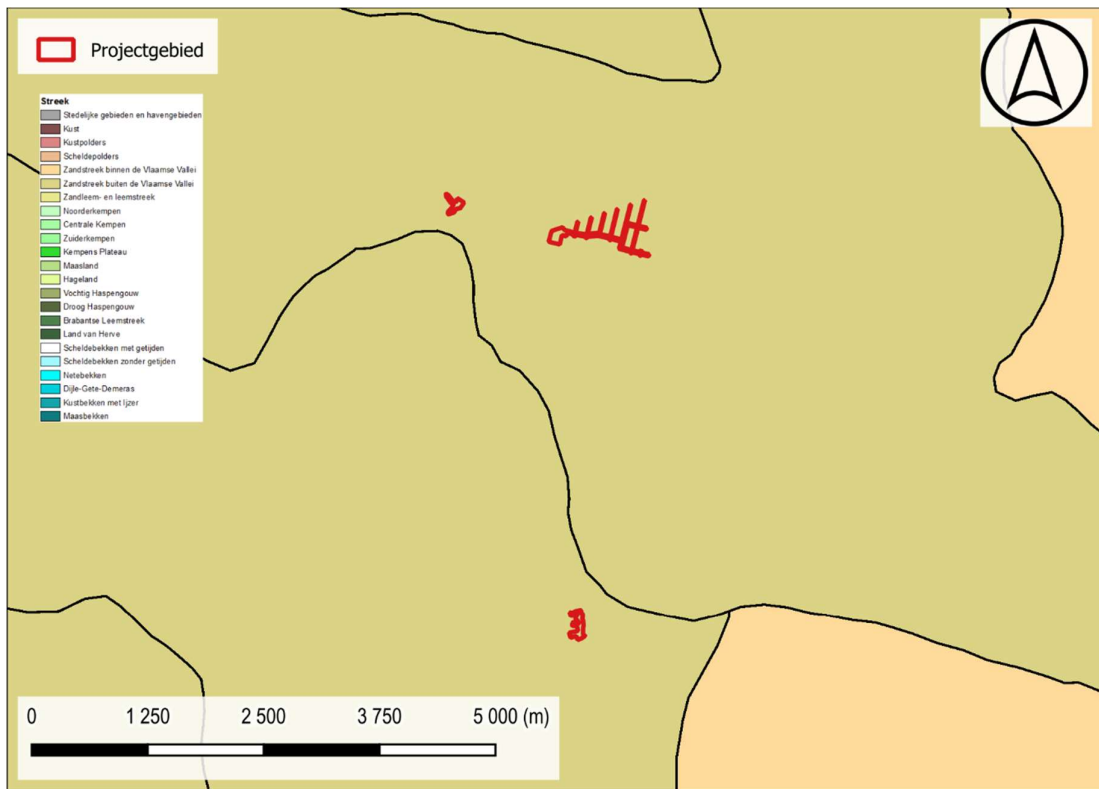 Projectgebied
Streek
Stedelijke gebieden en havengebieden
Kust
Kustpolders
Scheldepolders
Zandstreek binnen de Vlaamse Vallei
Zandstreek buiten de Vlaamse Vallei
Zandleem- en leemstreek
Noorderkempen
Centrale Kempen
Zuiderkempen
Kempens Plateau
Maasland
Hageland
Vochtig Haspengouw
Droog Haspengouw
Brabantse Leemstreek
Land van Herve
Scheldebekken met getijden
Scheldebekken zonder getijden
Netebekken
Dijle-Gete-Demeras
Kustbekken met Ijzer
Maasbekken
0 1 250 2 500 3 750 5 000 (m)